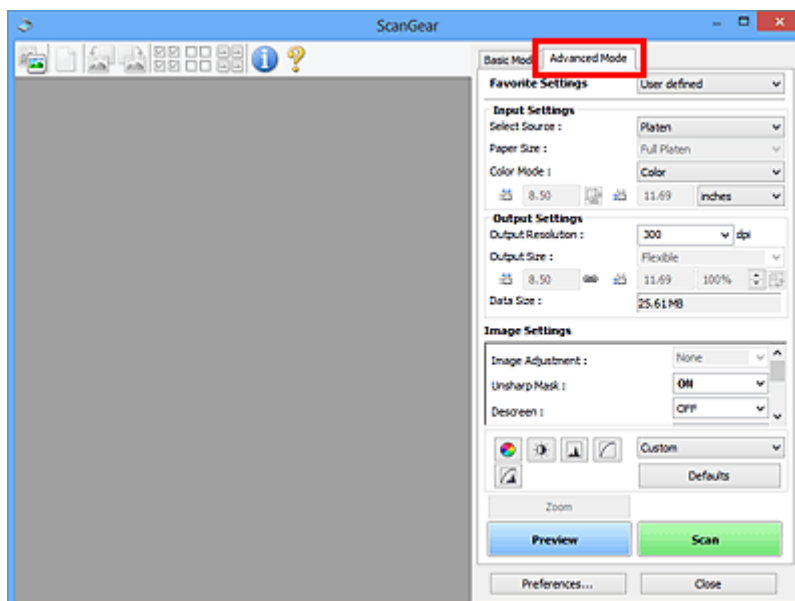 ScanGear
Basic Mod Advanced Mode
Favorite Settings User defined
Input Settings
Select Source : Platen
Paper Size : Full Platen
Color Mode : Color
8.50 11.69 inches
Output Settings
Output Resolution : 300 dpi
Output Size : Flexible
8.50 11.69 100%
Data Size : 25.61MB
Image Settings
Image Adjustment : None
Unsharp Mask : ON
Descreen : OFF
Custom
Defaults
Zoom
Preview Scan
Preferences... Close